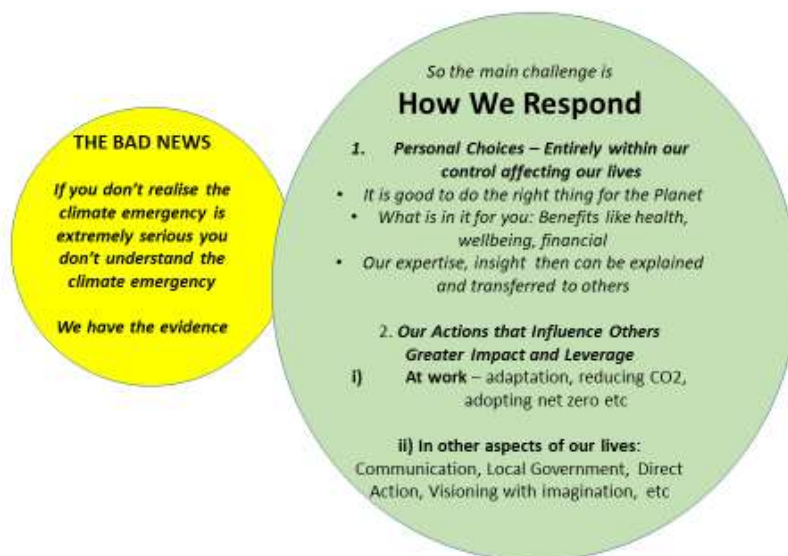 THE BAD NEWS
If you don't realise the
climate emergency is
extremely serious you
don't understand the
climate emergency
We have the evidence
So the main challenge is
How We Respond
1. Personal Choices – Entirely within our
control affecting our lives
• It is good to do the right thing for the Planet
• What is in it for you: Benefits like health,
wellbeing, financial
• Our expertise, insight then can be explained
and transferred to others
2. Our Actions that Influence Others
Greater Impact and Leverage
i) At work – adaptation, reducing CO2,
adopting net zero etc
ii) In other aspects of our lives:
Communication, Local Government, Direct
Action, Visioning with imagination, etc